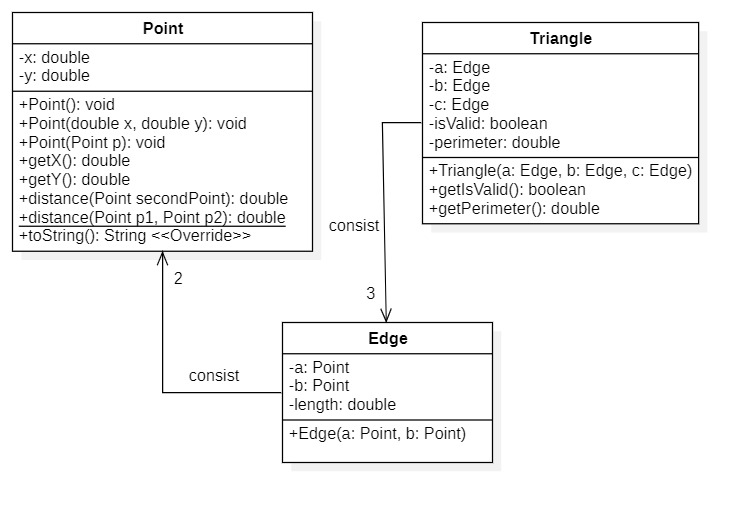 Point
-x: double
-y: double
+Point(): void
+Point(double x, double y): void
+Point(Point p): void
+getX(): double
+getY(): double
+distance(Point secondPoint): double
+distance(Point p1, Point p2): double
+toString(): String <<Override>>
Triangle
-a: Edge
-b: Edge
-c: Edge
-isValid: boolean
-perimeter: double
+Triangle(a: Edge, b: Edge, c: Edge)
+getIsValid(): boolean
+getPerimeter(): double
consist
3
2
consist
Edge
-a: Point
-b: Point
-length: double
+Edge(a: Point, b: Point)